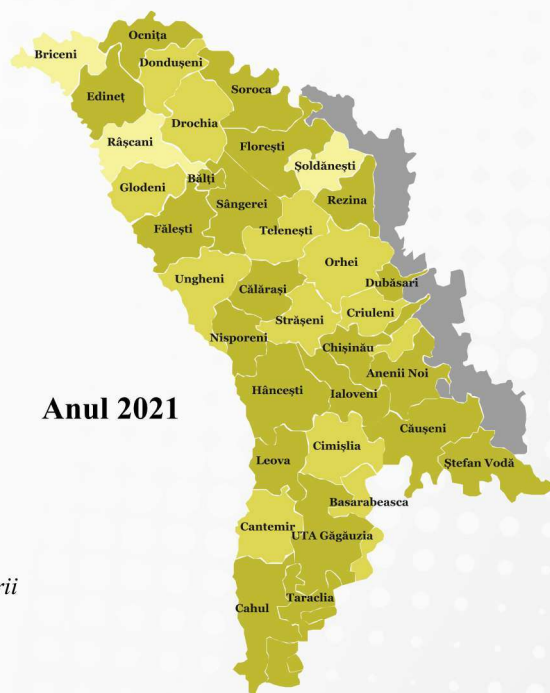 Ocnița
Briceni
Dondușeni
Edineț
Soroca
Drochia
Râșcani
Florești
Șoldănești
Glodeni
Bălți
Rezina
Sângerei
Fălești
Telenești
Orhei
Ungheni
Călărași
Dubăsari
Strășeni
Criuleni
Nisporeni
Chișinău
Anenii Noi
Hâncești
Ialoveni
Anul 2021
Căușeni
Cimișlia
Leova
Ștefan Vodă
Basarabeasca
Cantemir
UTA Găgăuzia
rii
Taraclia
Cahul